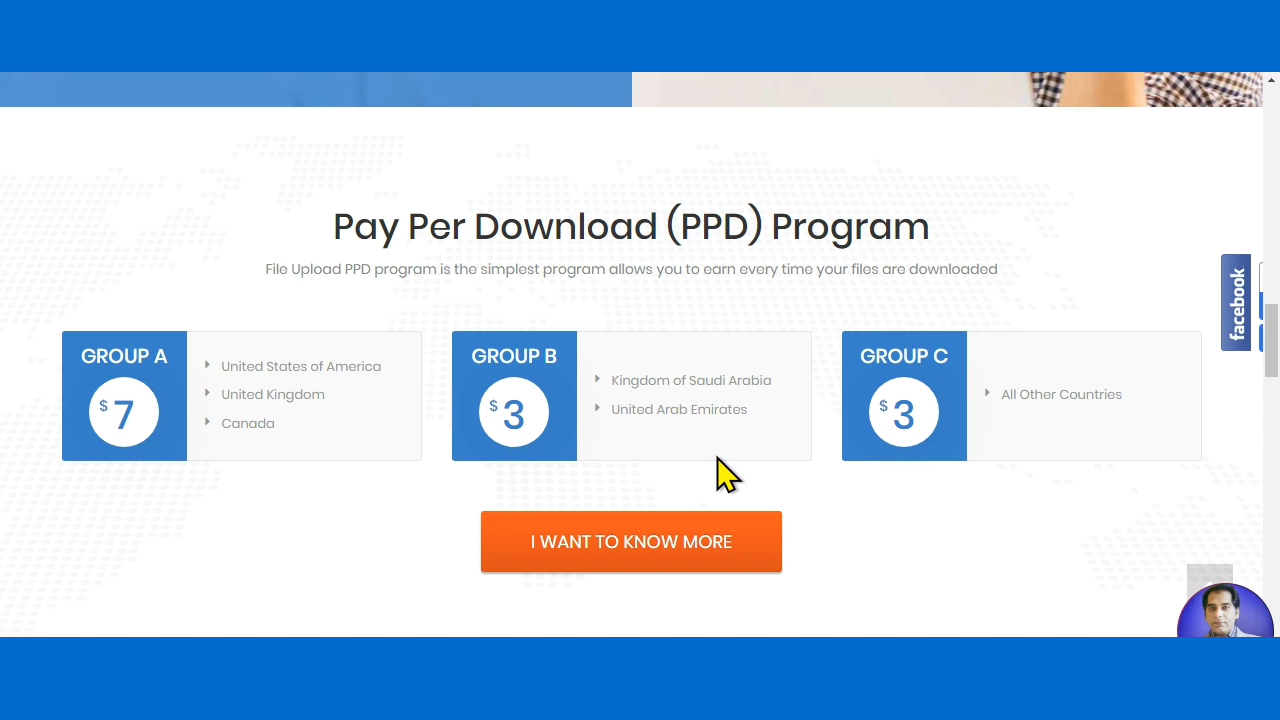 Pay Per Download (PPD) Program
File Upload PPD program is the simplest program allows you to earn every time your files are downloaded
GROUP A
$ 7
United States of America
United Kingdom
Canada
GROUP B
$ 3
Kingdom of Saudi Arabia
United Arab Emirates
GROUP C
$ 3
All Other Countries
I WANT TO KNOW MORE
facebook